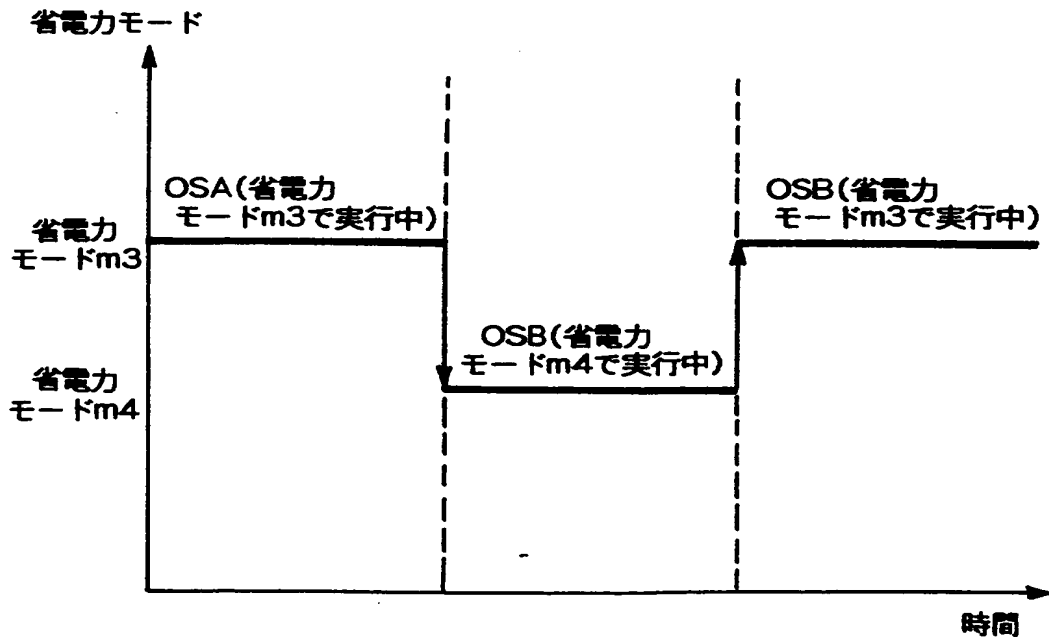 省電力モード
OSA(省電力
モードm3で実行中)
OSB(省電力
モードm3で実行中)
省電力
モードm3
OSB(省電力
モードm4で実行中)
省電力
モードm4
時間